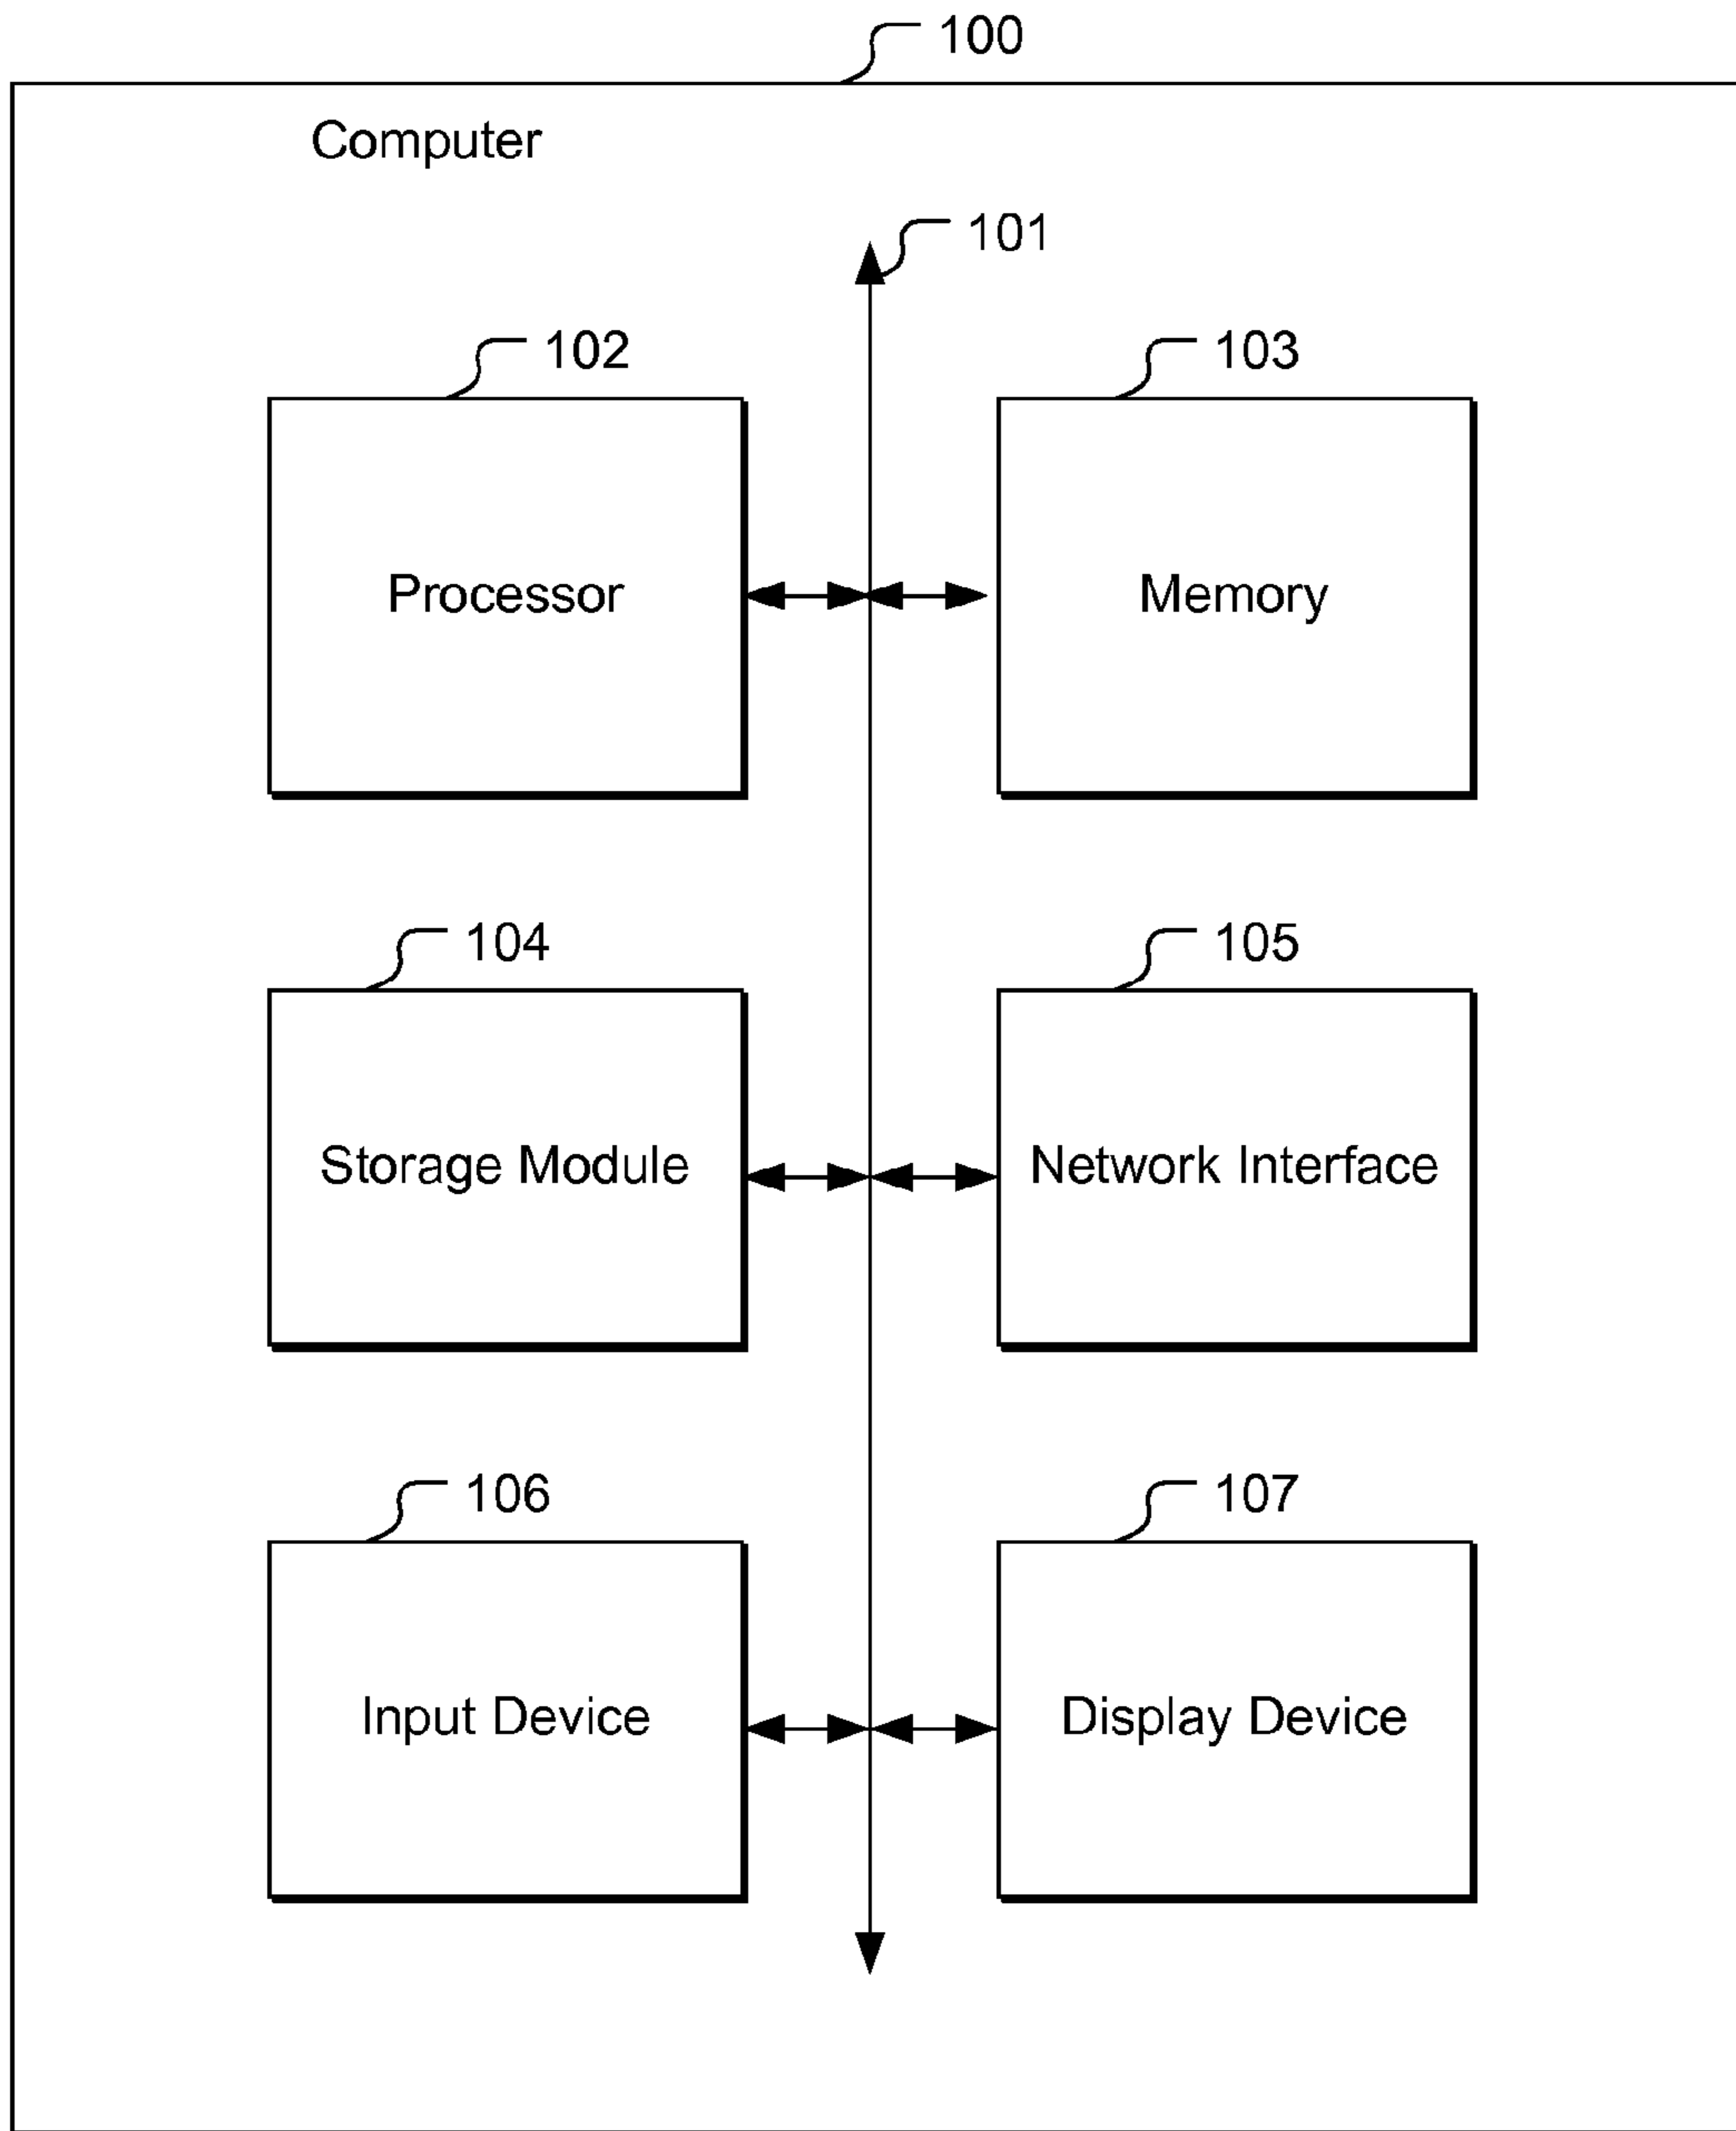 100
Computer
101
102
103
Processor
Memory
104
105
Storage Module
Network Interface
106
107
Input Device
Display Device